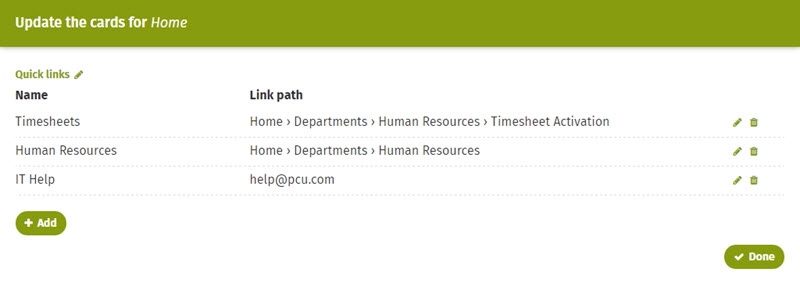 Update the cards for Home
Quick links
Name Link path
Timesheets Home › Departments › Human Resources › Timesheet Activation
Human Resources Home › Departments › Human Resources
IT Help help@pcu.com
Add
Done